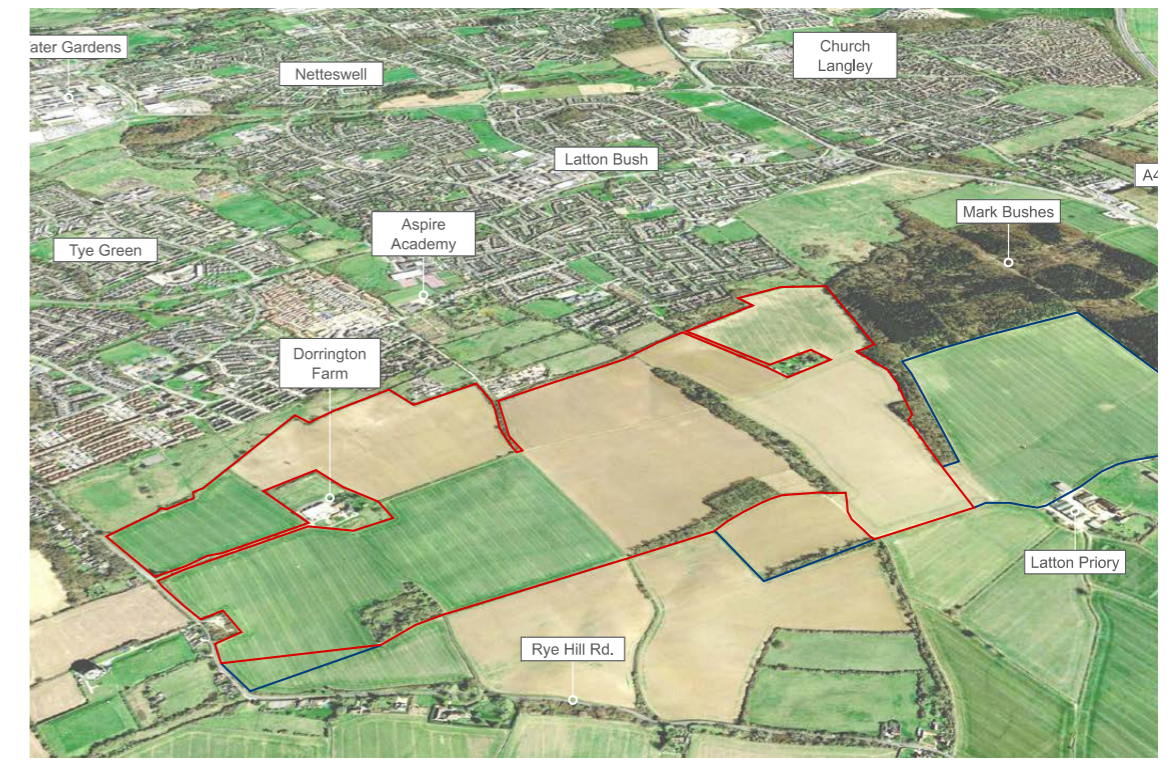 ater Gardens
Netteswell
Church
Langley
Latton Bush
A4
Mark Bushes
Aspire
Academy
Tye Green
Dorrington
Farm
Latton Priory
Rye Hill Rd.